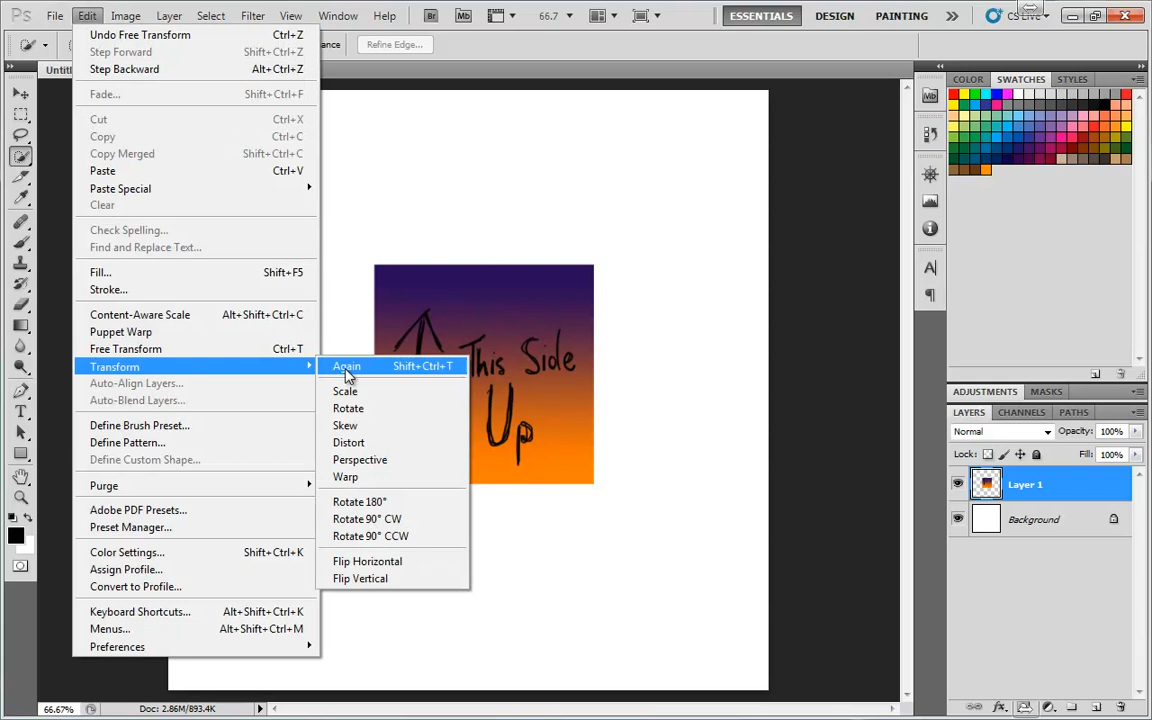 Ps File Edit Image Layer Select Filter View Window Help Br Mb 66.7 ESSENTIALS DESIGN PAINTING CS Live
ance Refine Edge...
Untitl
Undo Free Transform Ctrl+Z
Step Forward Shift+Ctrl+Z
Step Backward Alt+Ctrl+Z
Fade... Shift+Ctrl+F
Cut Ctrl+X
Copy Ctrl+C
Copy Merged Shift+Ctrl+C
Paste Ctrl+V
Paste Special
Clear
Check Spelling...
Find and Replace Text...
Fill... Shift+F5
Stroke...
Content-Aware Scale Alt+Shift+Ctrl+C
Puppet Warp
Free Transform Ctrl+T
Transform
Auto-Align Layers...
Auto-Blend Layers...
Define Brush Preset...
Define Pattern...
Define Custom Shape...
Purge
Adobe PDF Presets...
Preset Manager...
Color Settings... Shift+Ctrl+K
Assign Profile...
Convert to Profile...
Keyboard Shortcuts... Alt+Shift+Ctrl+K
Menus... Alt+Shift+Ctrl+M
Preferences
Again Shift+Ctrl+T
Scale
Rotate
Skew
Distort
Perspective
Warp
Rotate 180°
Rotate 90° CW
Rotate 90° CCW
Flip Horizontal
Flip Vertical
This Side
Up
COLOR SWATCHES STYLES
Mb
A
ADJUSTMENTS MASKS
LAYERS CHANNELS PATHS
Normal Opacity: 100%
Lock: Fill: 100%
Layer 1
Background
66.67% Doc: 2.86M/893.4K